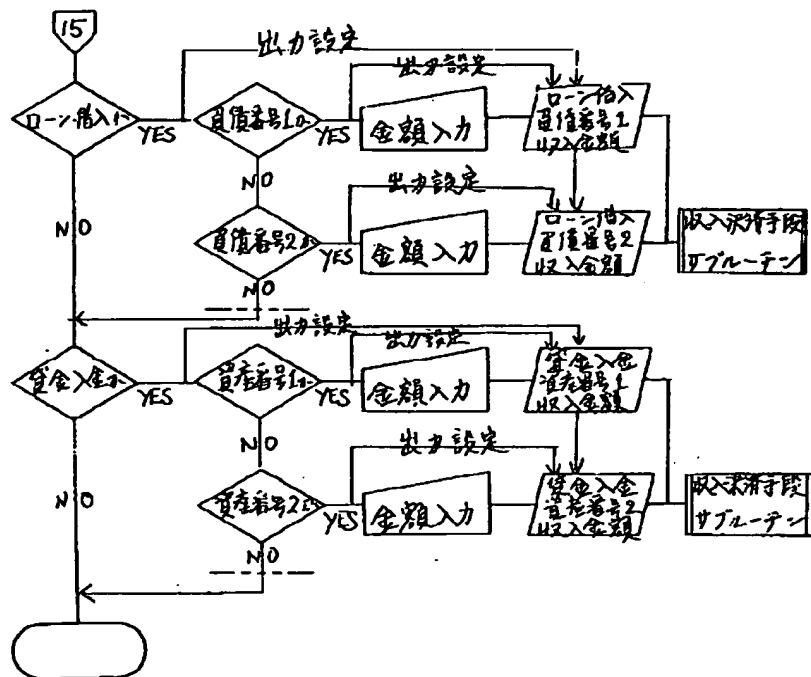 15
出力設定
出力設定
ローン借入か
YES
負債番号1か
YES
金額入力
ローン借入
負債番号1
収入金額
NO
NO
出力設定
負債番号2か
YES
金額入力
ローン借入
負債番号2
収入金額
収入決済手段
サブルーテン
NO
出力設定
出力設定
貸金入金か
YES
資産番号1か
YES
金額入力
貸金入金
資産番号1
収入金額
NO
NO
出力設定
資産番号2か
YES
金額入力
貸金入金
資産番号2
収入金額
収入決済手段
サブルーテン
NO